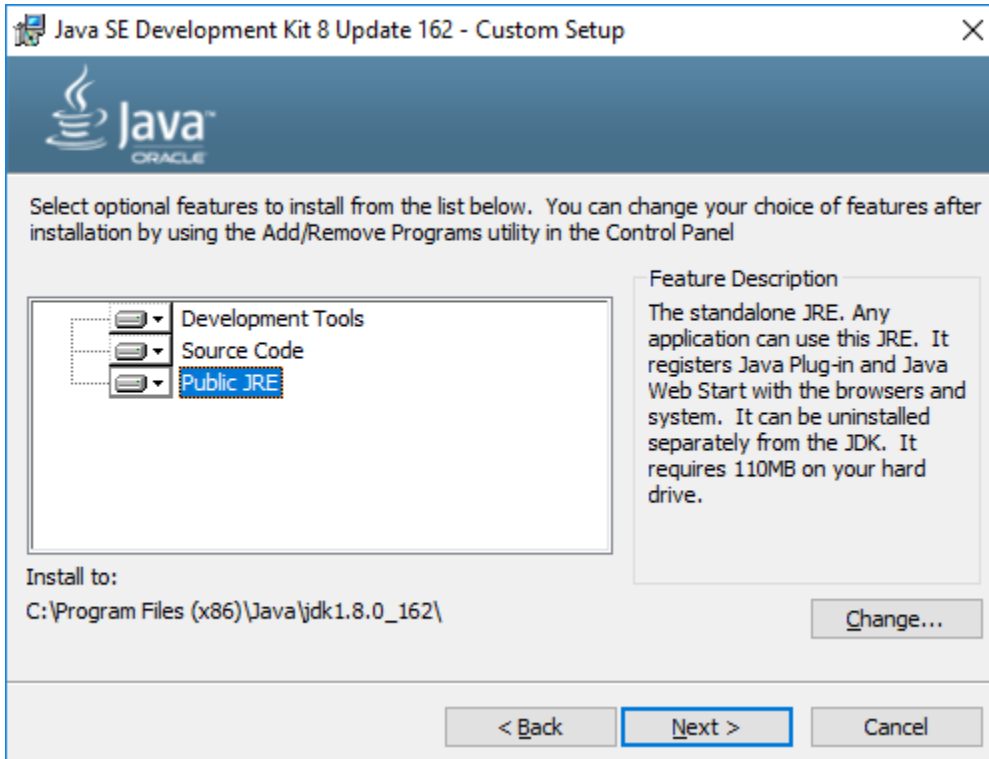 Java SE Development Kit 8 Update 162 - Custom Setup
Java™
ORACLE
Select optional features to install from the list below.  You can change your choice of features after
installation by using the Add/Remove Programs utility in the Control Panel
Development Tools
Source Code
Public JRE
Feature Description
The standalone JRE. Any
application can use this JRE.  It
registers Java Plug-in and Java
Web Start with the browsers and
system.  It can be uninstalled
separately from the JDK.  It
requires 110MB on your hard
drive.
Install to:
C:\Program Files (x86)\Java\jdk1.8.0_162\
Change...
< Back
Next >
Cancel